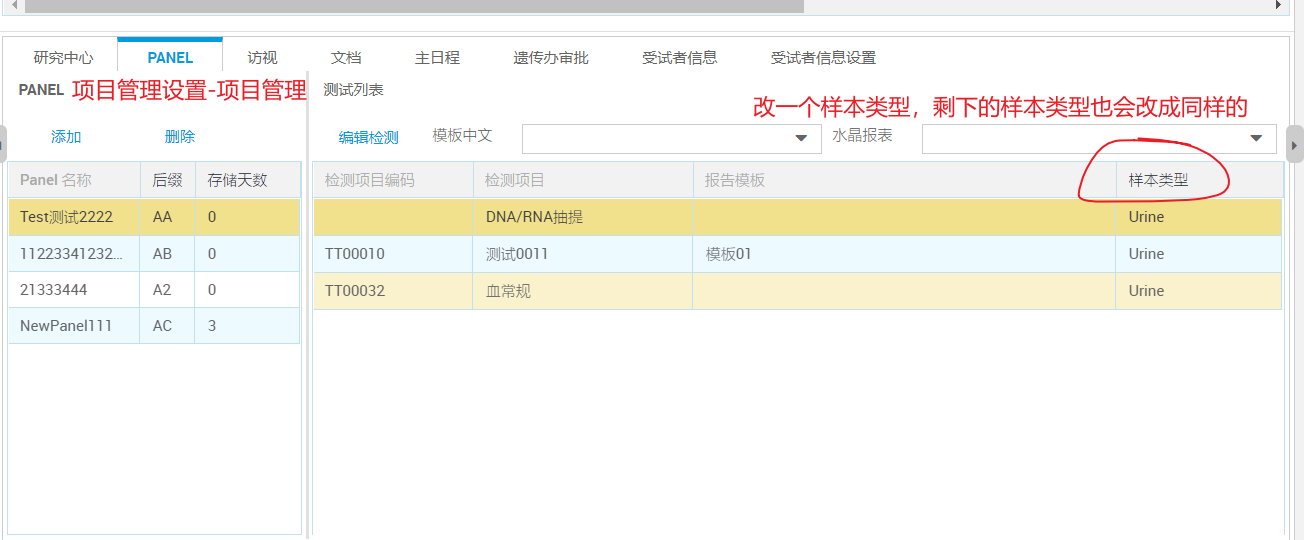 研究中心 PANEL 访视 文档 主日程 遗传办审批 受试者信息 受试者信息设置
PANEL 项目管理设置-项目管理 测试列表
改一个样本类型，剩下的样本类型也会改成同样的
添加 删除 编辑检测 模板中文 水晶报表
Panel 名称 后缀 存储天数 检测项目编码 检测项目 报告模板 样本类型
Test测试2222 AA 0 DNA/RNA抽提 Urine
11223341232... AB 0 TT00010 测试0011 模板01 Urine
21333444 A2 0 TT00032 血常规 Urine
NewPanel111 AC 3